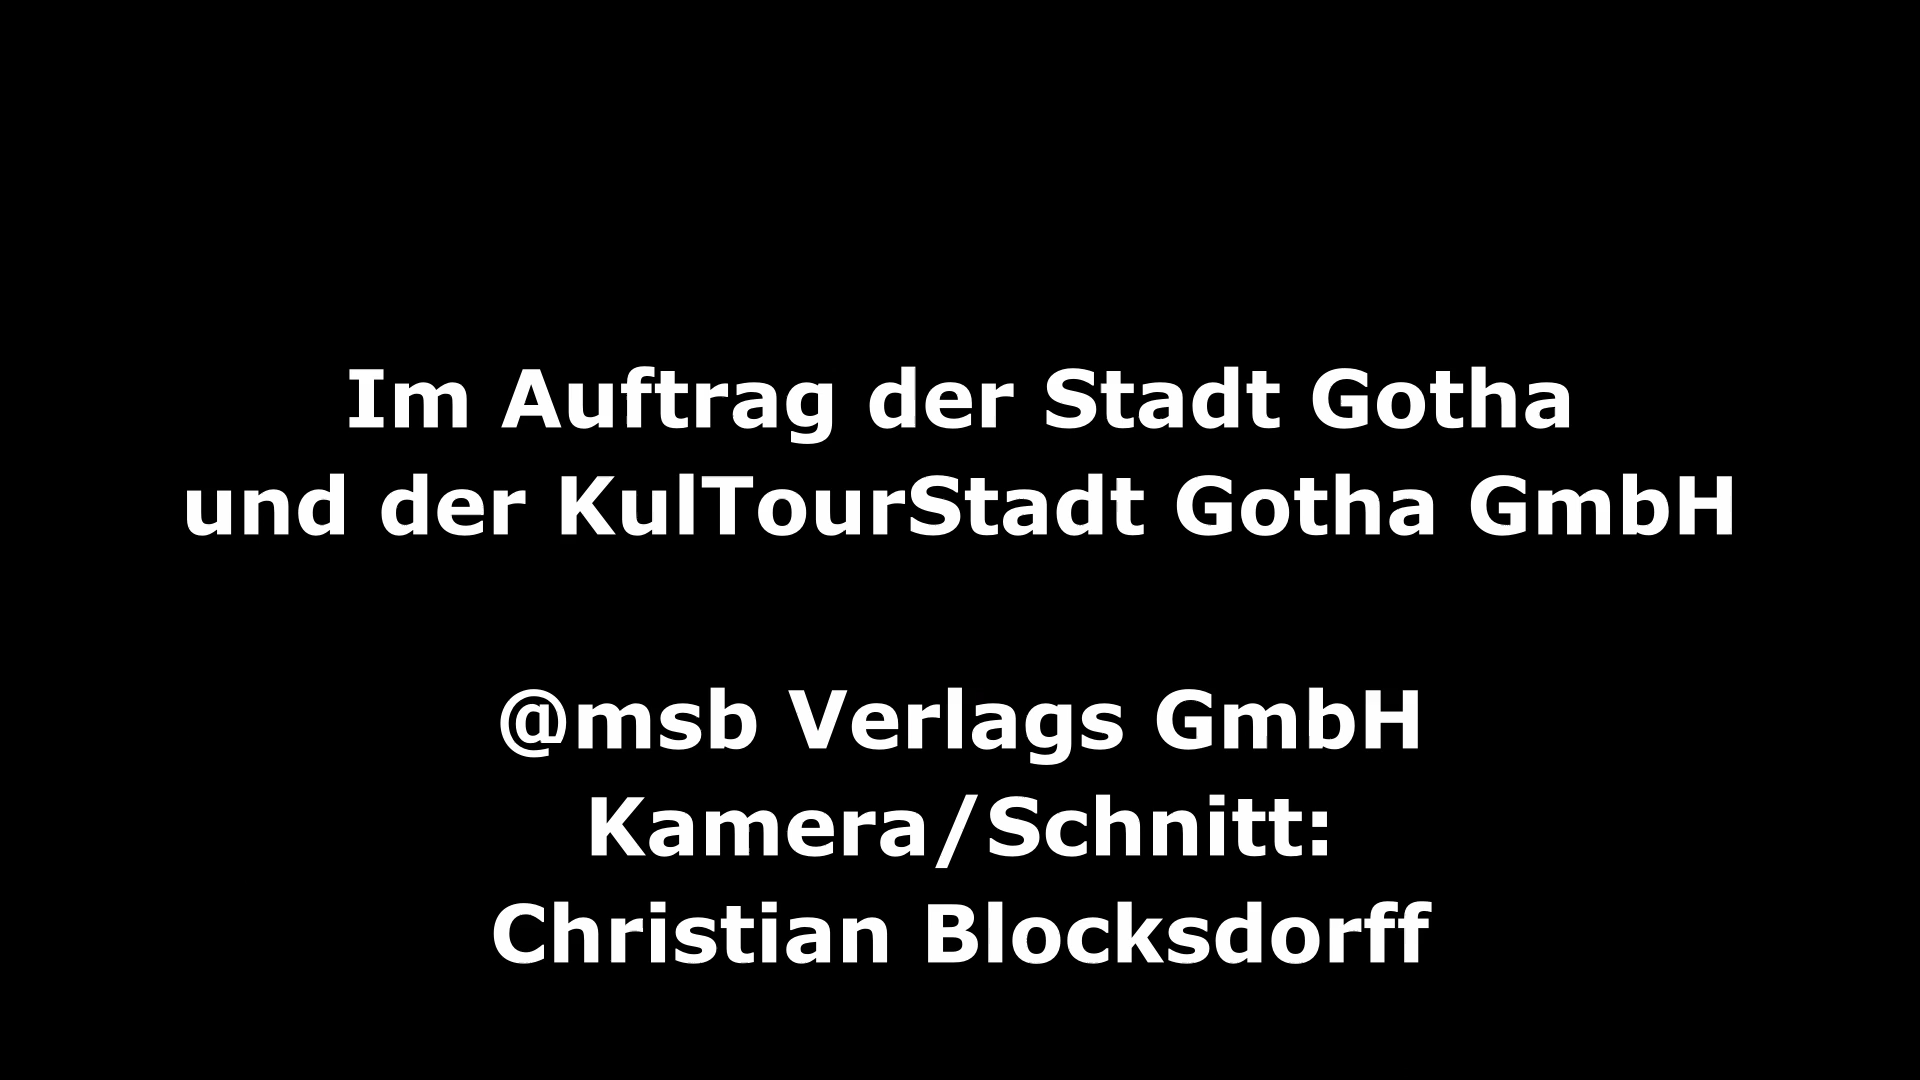 Im Auftrag der Stadt Gotha
und der KulTourStadt Gotha GmbH
@msb Verlags GmbH
Kamera/Schnitt:
Christian Blocksdorff